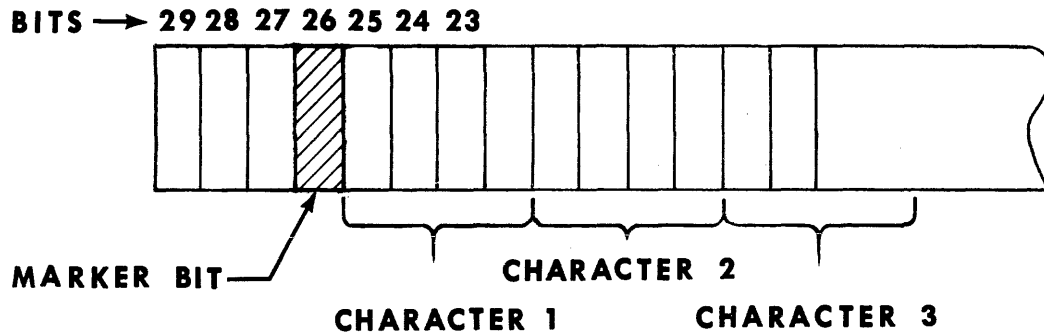 BITS → 29 28 27 26 25 24 23
MARKER BIT
CHARACTER 2
CHARACTER 1 CHARACTER 3